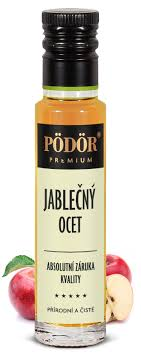 PÖDÖR®
PREMIUM
JABLEČNÝ
OCET
ABSOLUTNÍ ZÁRUKA
KVALITY
★★★★★
PŘÍRODNÍ A ČISTÉ